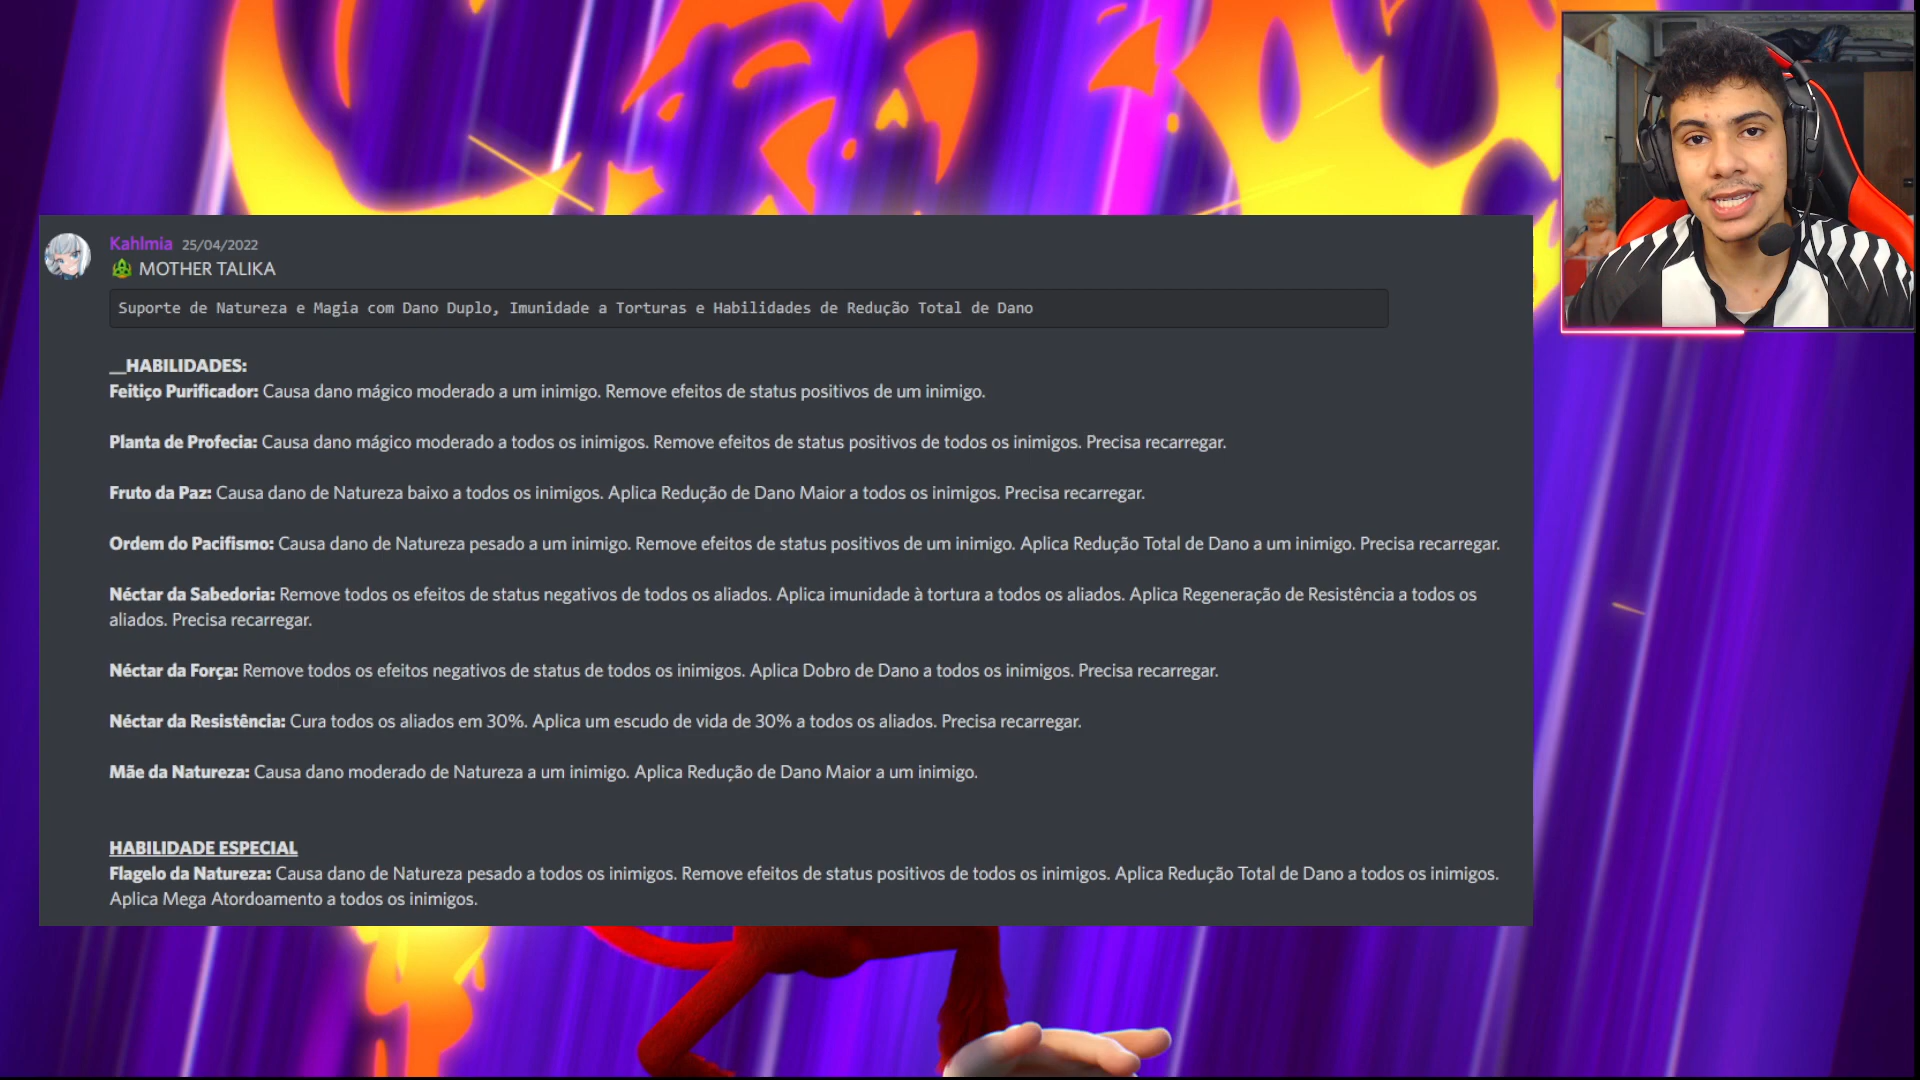 Kahlmia 25/04/2022
MOTHER TALIKA
Suporte de Natureza e Magia com Dano Duplo, Imunidade a Torturas e Habilidades de Redução Total de Dano
__HABILIDADES:
Feitiço Purificador: Causa dano mágico moderado a um inimigo. Remove efeitos de status positivos de um inimigo.
Planta de Profecia: Causa dano mágico moderado a todos os inimigos. Remove efeitos de status positivos de todos os inimigos. Precisa recarregar.
Fruto da Paz: Causa dano de Natureza baixo a todos os inimigos. Aplica Redução de Dano Maior a todos os inimigos. Precisa recarregar.
Ordem do Pacifismo: Causa dano de Natureza pesado a um inimigo. Remove efeitos de status positivos de um inimigo. Aplica Redução Total de Dano a um inimigo. Precisa recarregar.
Néctar da Sabedoria: Remove todos os efeitos de status negativos de todos os aliados. Aplica imunidade à tortura a todos os aliados. Aplica Regeneração de Resistência a todos os
aliados. Precisa recarregar.
Néctar da Força: Remove todos os efeitos negativos de status de todos os inimigos. Aplica Dobro de Dano a todos os inimigos. Precisa recarregar.
Néctar da Resistência: Cura todos os aliados em 30%. Aplica um escudo de vida de 30% a todos os aliados. Precisa recarregar.
Mãe da Natureza: Causa dano moderado de Natureza a um inimigo. Aplica Redução de Dano Maior a um inimigo.
HABILIDADE ESPECIAL
Flagelo da Natureza: Causa dano de Natureza pesado a todos os inimigos. Remove efeitos de status positivos de todos os inimigos. Aplica Redução Total de Dano a todos os inimigos.
Aplica Mega Atordoamento a todos os inimigos.